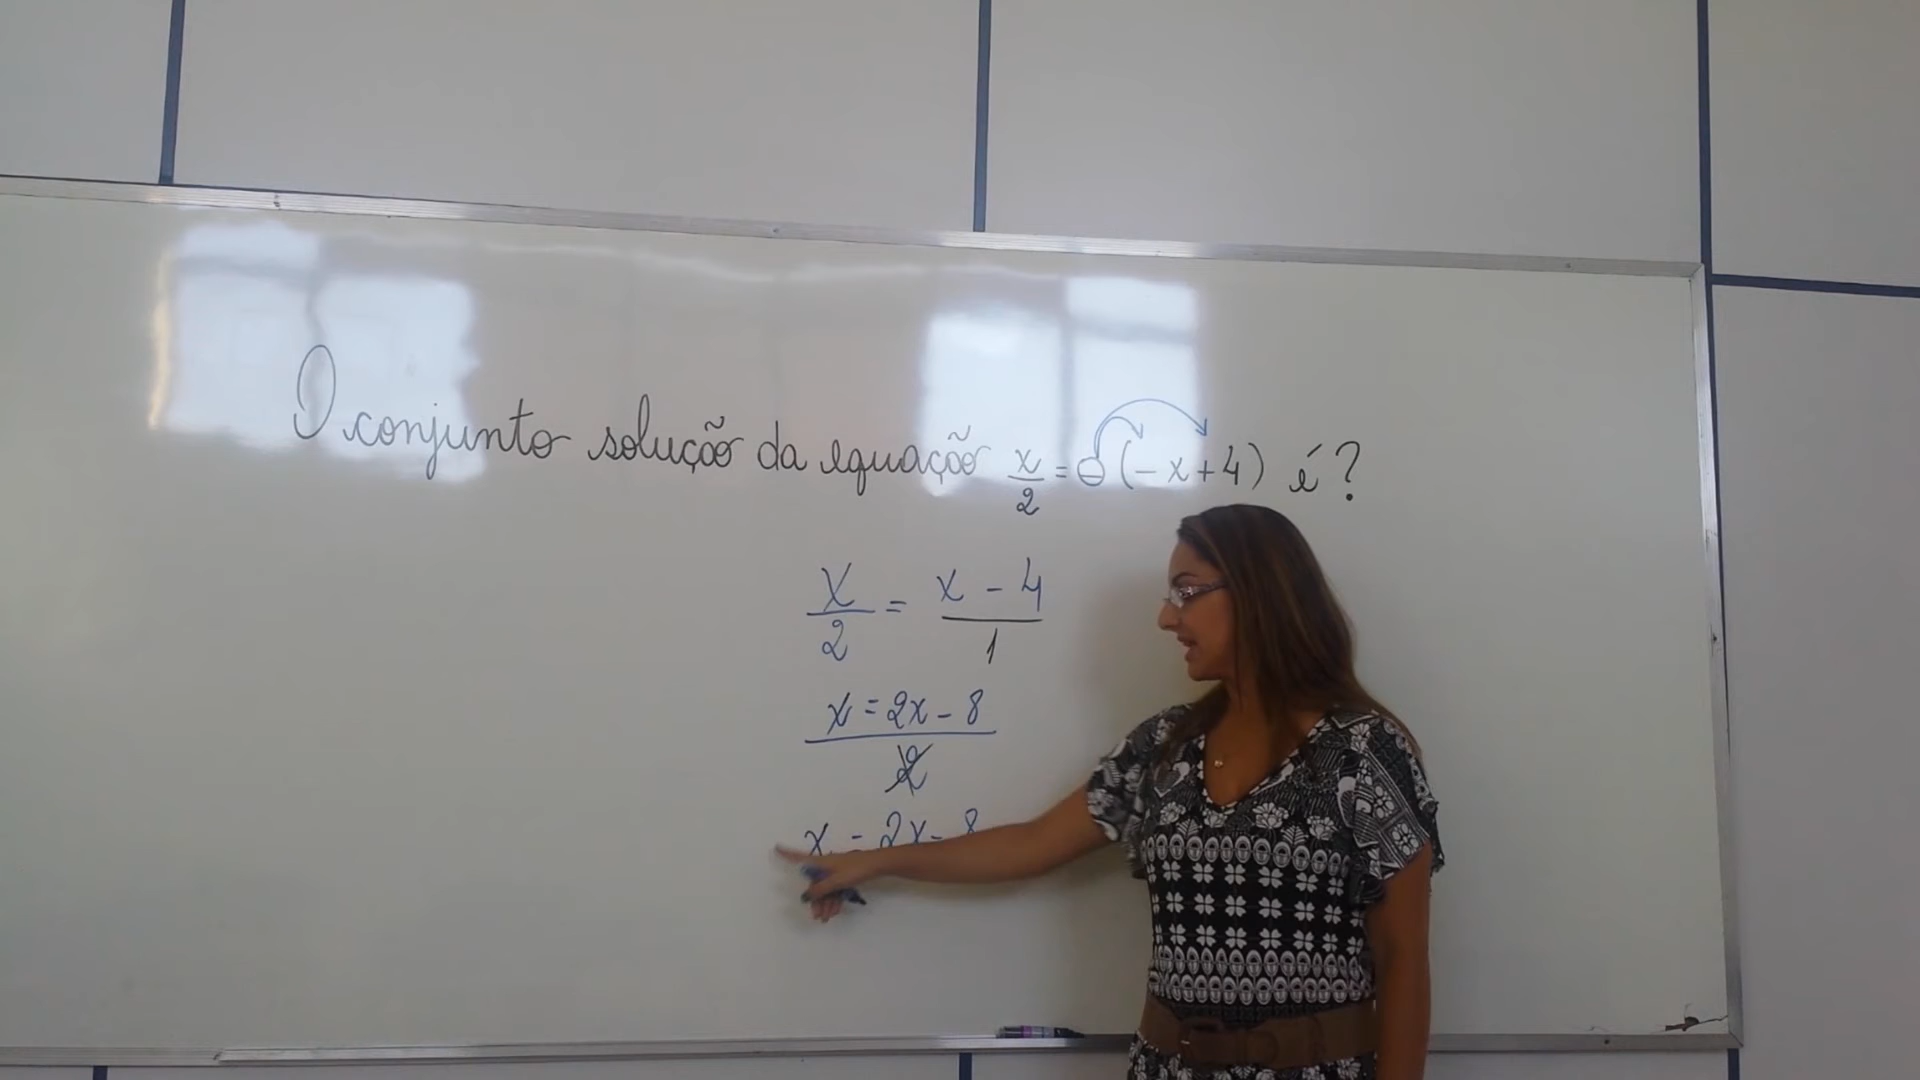 O conjunto solução da equação x/2 = -(-x+4) é?
x/2 = x - 4/1
x = 2x - 8/2
x = 2x - 8